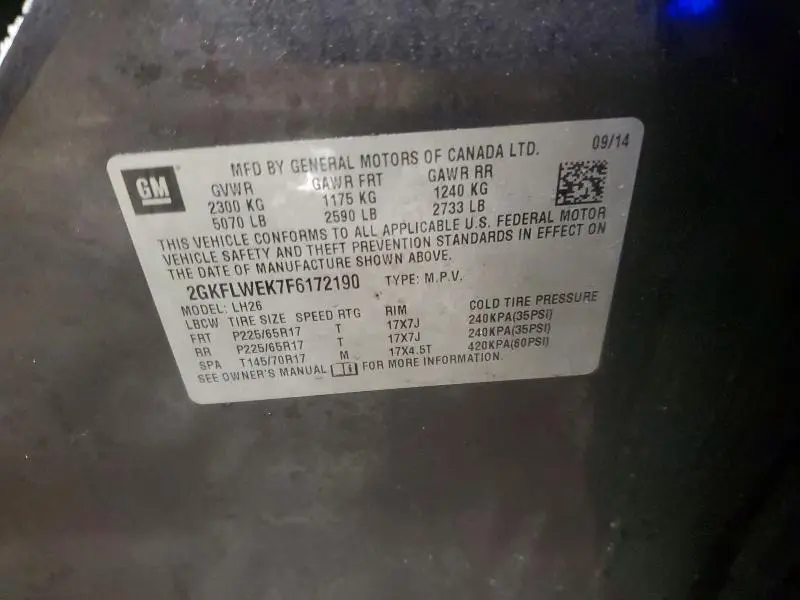 GM
MFD BY GENERAL MOTORS OF CANADA LTD.
09/14
GVWR GAWR FRT GAWR RR
2300 KG 1175 KG 1240 KG
5070 LB 2590 LB 2733 LB
THIS VEHICLE CONFORMS TO ALL APPLICABLE U.S. FEDERAL MOTOR
VEHICLE SAFETY AND THEFT PREVENTION STANDARDS IN EFFECT ON
THE DATE OF MANUFACTURE SHOWN ABOVE.
2GKFLWEK7F6172190 TYPE: M.P.V.
MODEL: LH26
LBCW TIRE SIZE SPEED RTG RIM COLD TIRE PRESSURE
FRT P225/65R17 T 17X7J 240KPA(35PSI)
RR P225/65R17 T 17X7J 240KPA(35PSI)
SPA T145/70R17 M 17X4.5T 420KPA(60PSI)
SEE OWNER'S MANUAL FOR MORE INFORMATION.